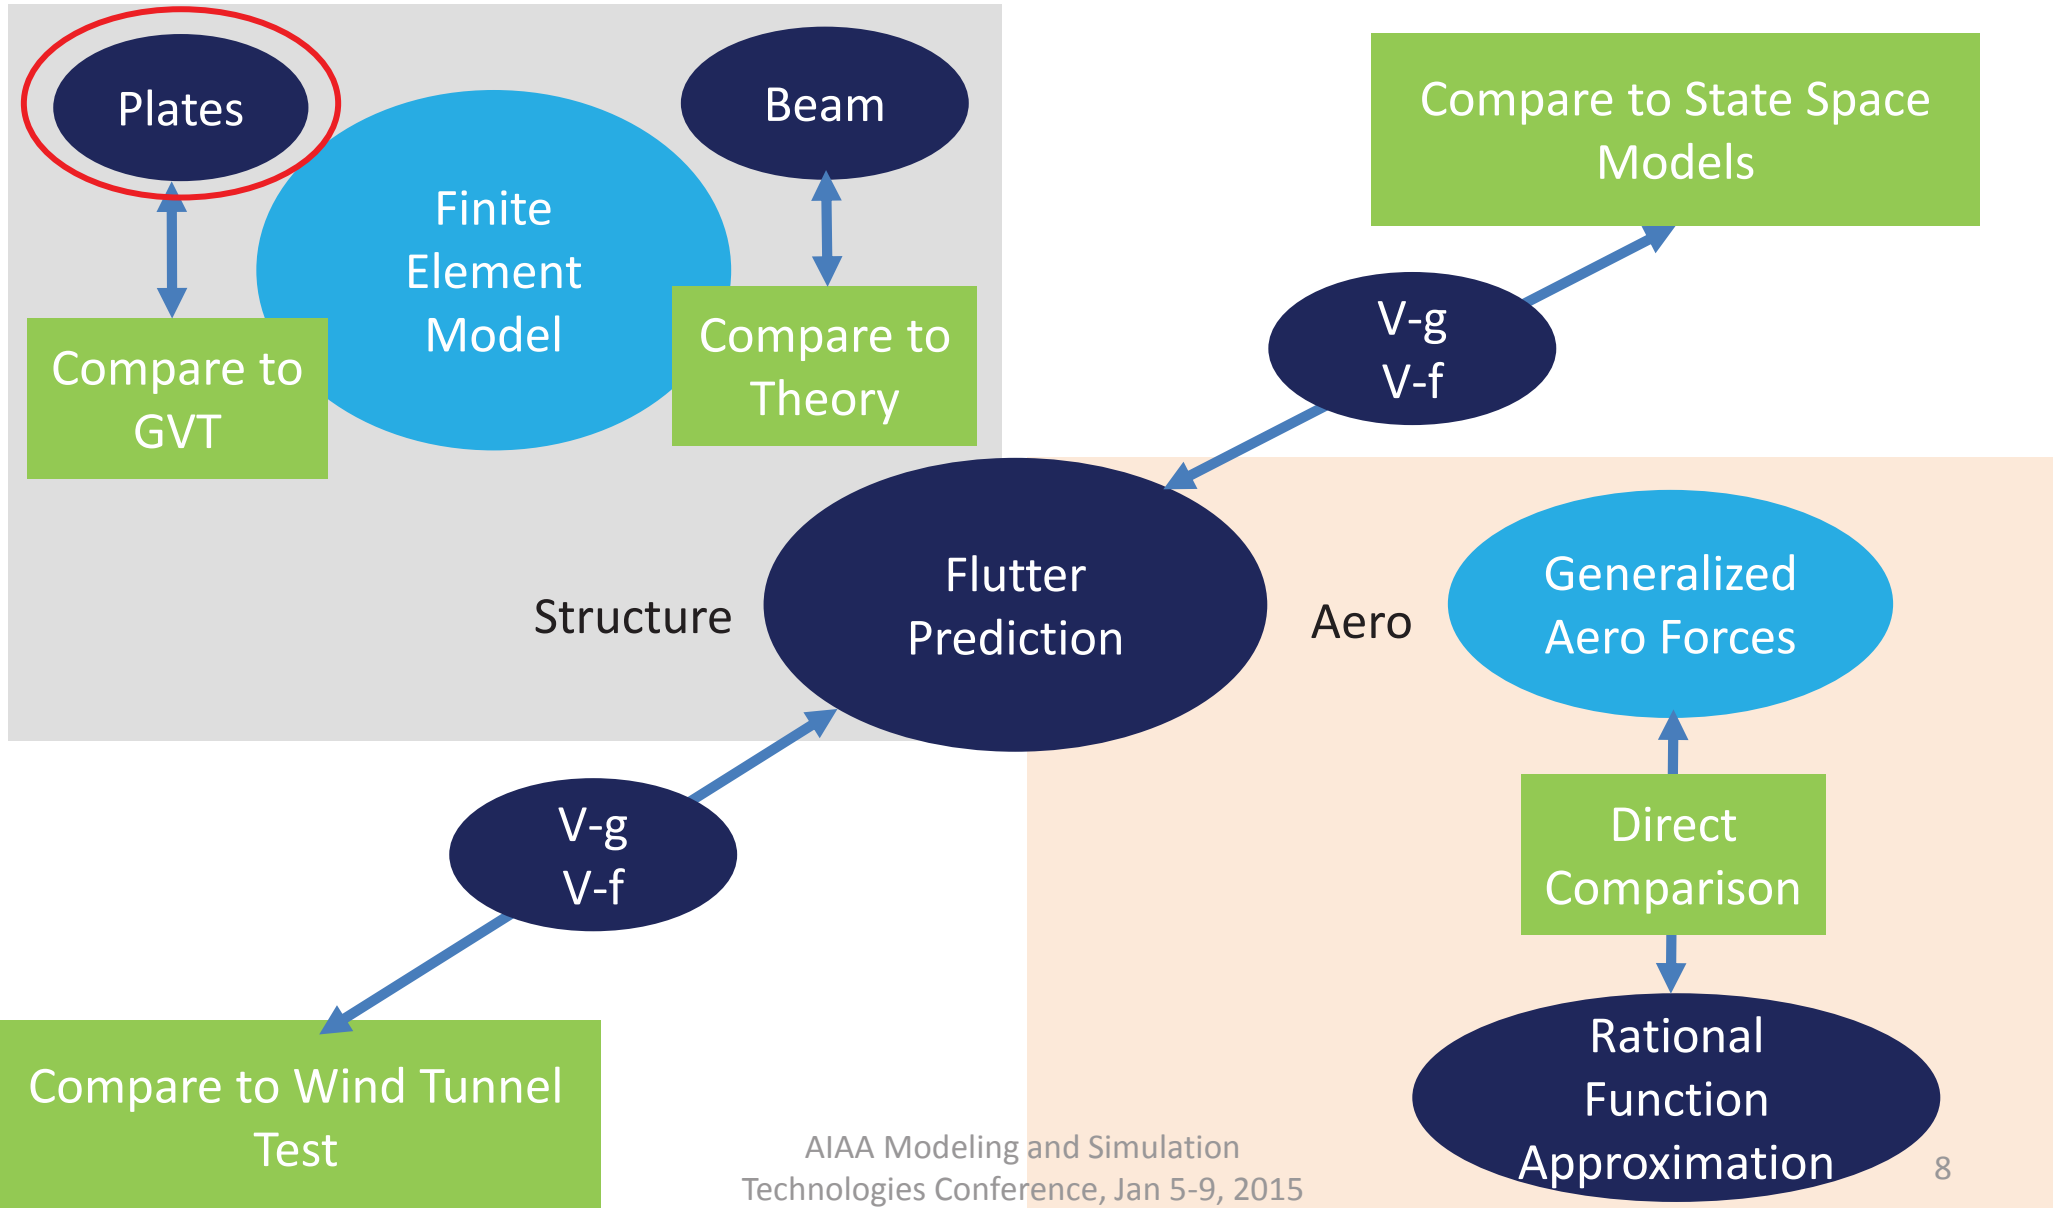 Plates
Beam
Finite
Element
Model
Compare to
GVT
Compare to
Theory
Compare to State Space
Models
V-g
V-f
Flutter
Prediction
Structure
Aero
Generalized
Aero Forces
V-g
V-f
Direct
Comparison
Compare to Wind Tunnel
Test
Rational
Function
Approximation
AIAA Modeling and Simulation
Technologies Conference, Jan 5-9, 2015
8